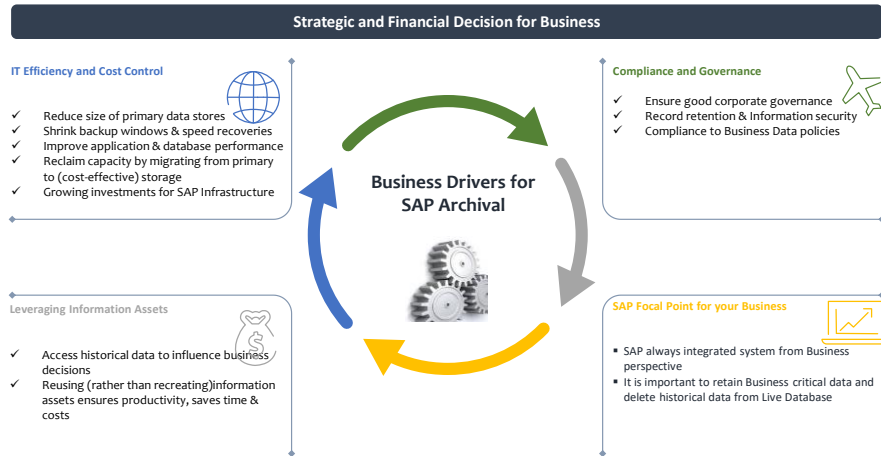 Strategic and Financial Decision for Business
IT Efficiency and Cost Control
✓ Reduce size of primary data stores
✓ Shrink backup windows & speed recoveries
✓ Improve application & database performance
✓ Reclaim capacity by migrating from primary
to (cost-effective) storage
✓ Growing investments for SAP Infrastructure
Compliance and Governance
✓ Ensure good corporate governance
✓ Record retention & Information security
✓ Compliance to Business Data policies
Business Drivers for
SAP Archival
Leveraging Information Assets
$
✓ Access historical data to influence business
decisions
✓ Reusing (rather than recreating)information
assets ensures productivity, saves time &
costs
SAP Focal Point for your Business
▪ SAP always integrated system from Business
perspective
▪ It is important to retain Business critical data and
delete historical data from Live Database